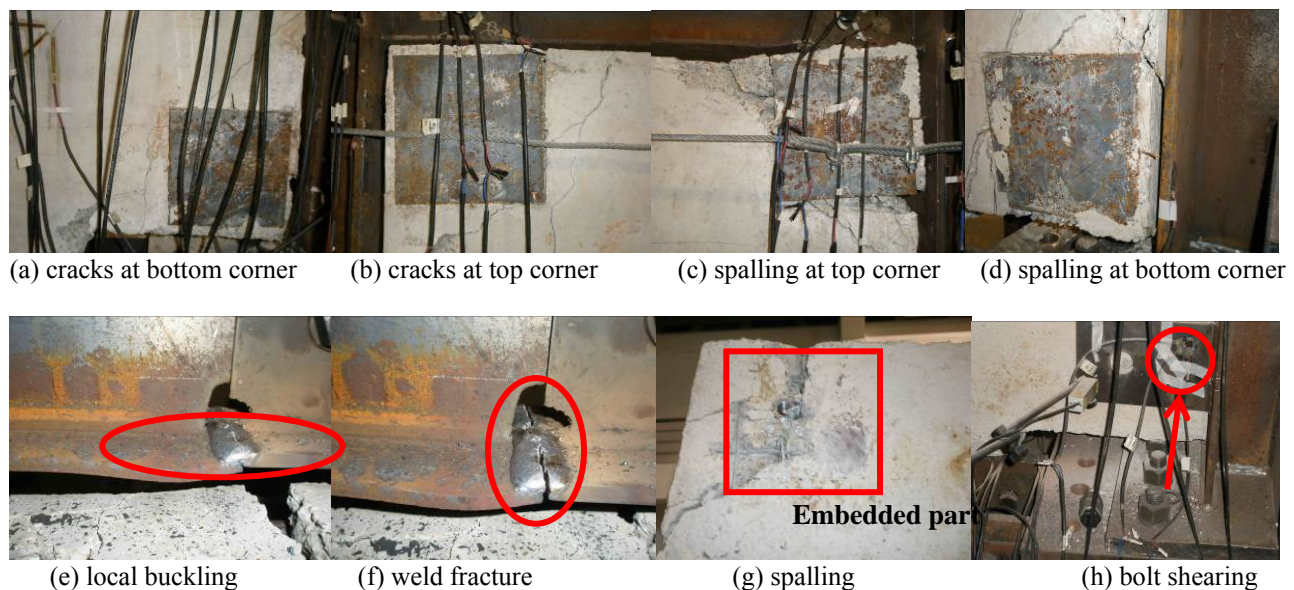 (a) cracks at bottom corner
(b) cracks at top corner
(c) spalling at top corner
(d) spalling at bottom corner
Embedded part
(e) local buckling
(f) weld fracture
(g) spalling
(h) bolt shearing